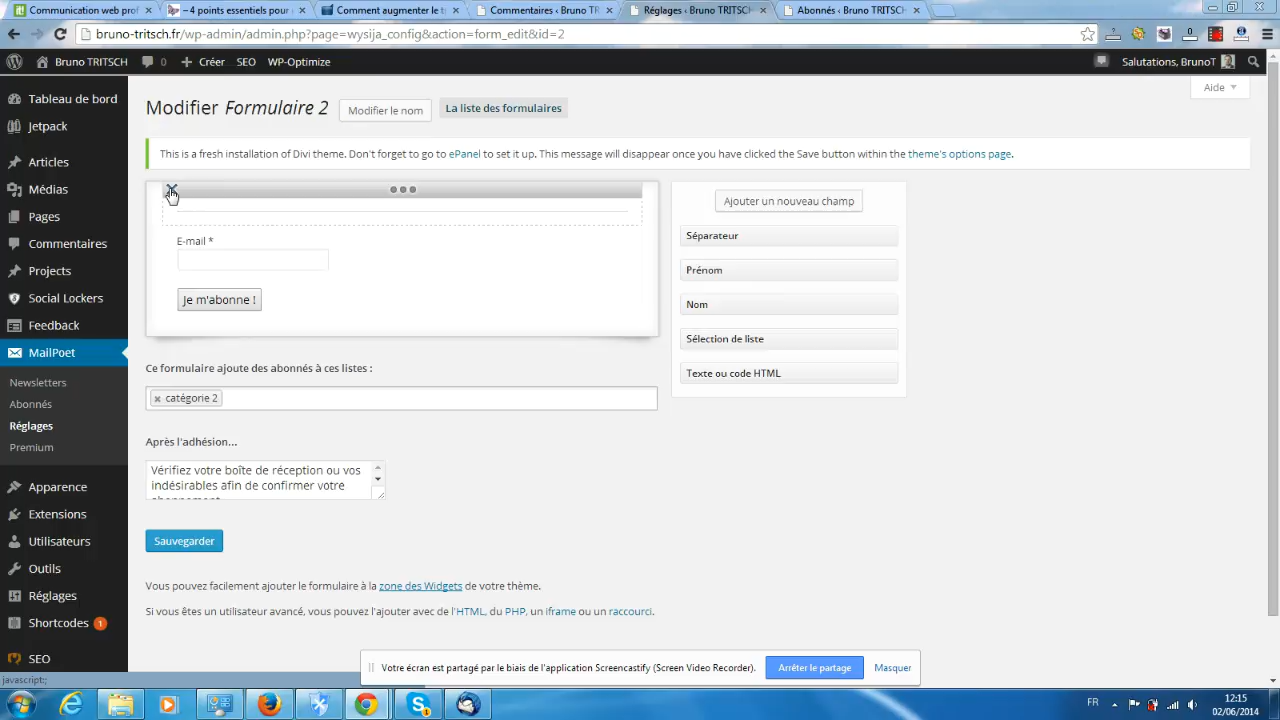 Communication web prof
– 4 points essentiels pour
Comment augmenter le t
Commentaires ‹ Bruno TR
Réglages ‹ Bruno TRITSCH
Abonnés ‹ Bruno TRITSCH
bruno-tritsch.fr/wp-admin/admin.php?page=wysija_config&action=form_edit&id=2
Bruno TRITSCH
0
Créer
SEO
WP-Optimize
Salutations, BrunoT
Aide
Tableau de bord
Jetpack
Articles
Médias
Pages
Commentaires
Projects
Social Lockers
Feedback
MailPoet
Newsletters
Abonnés
Réglages
Premium
Apparence
Extensions
Utilisateurs
Outils
Réglages
Shortcodes 1
SEO
Modifier Formulaire 2
Modifier le nom
La liste des formulaires
This is a fresh installation of Divi theme. Don't forget to go to ePanel to set it up. This message will disappear once you have clicked the Save button within the theme's options page.
E-mail *
Je m'abonne !
Ajouter un nouveau champ
Séparateur
Prénom
Nom
Sélection de liste
Texte ou code HTML
Ce formulaire ajoute des abonnés à ces listes :
catégorie 2
Après l'adhésion...
Vérifiez votre boîte de réception ou vos
indésirables afin de confirmer votre
Sauvegarder
Vous pouvez facilement ajouter le formulaire à la zone des Widgets de votre thème.
Si vous êtes un utilisateur avancé, vous pouvez l'ajouter avec de l'HTML, du PHP, un iframe ou un raccourci.
Votre écran est partagé par le biais de l'application Screencastify (Screen Video Recorder).
Arrêter le partage
Masquer
javascript:;
FR
12:15
02/06/2014